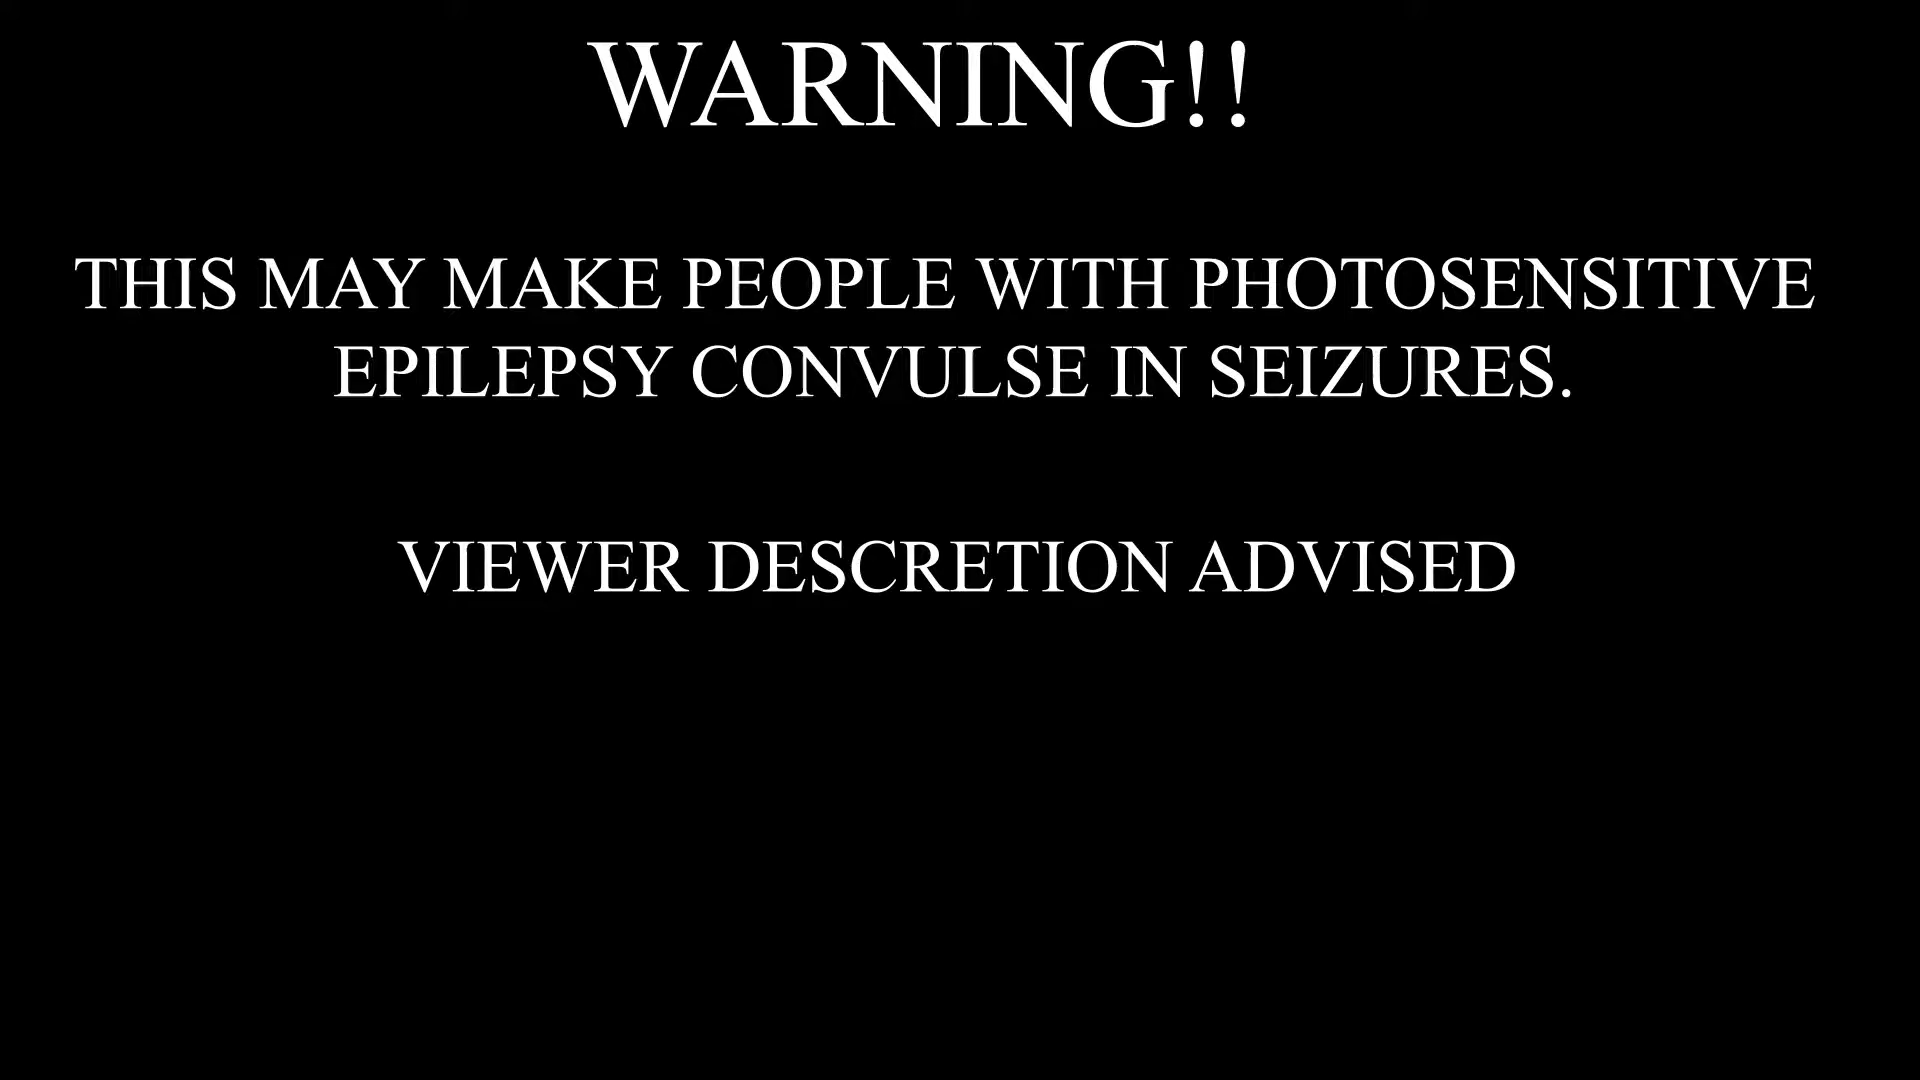 WARNING!!
THIS MAY MAKE PEOPLE WITH PHOTOSENSITIVE
EPILEPSY CONVULSE IN SEIZURES.
VIEWER DESCRETION ADVISED